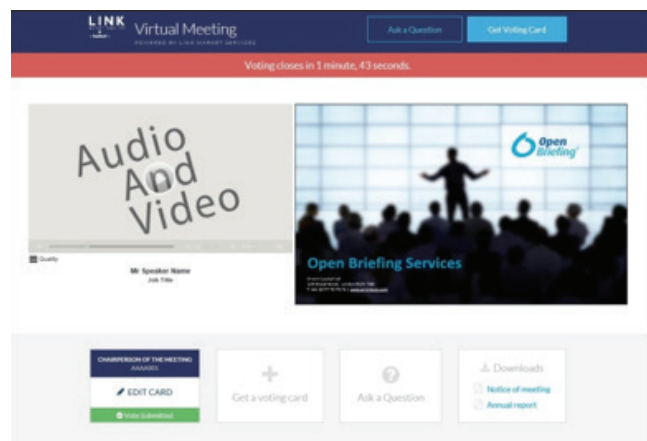 LINK
Virtual Meeting
POWERED BY LINK MARKET SERVICES
Ask a Question
Get Voting Card
Voting closes in 1 minute, 43 seconds.
Audio
And
Video
Quality
Mr Speaker Name
Job Title
Open
Briefing
Open Briefing Services
CHAIRPERSON OF THE MEETING
EDIT CARD
Vote Submitted
Get a voting card
Ask a Question
Downloads
Notice of meeting
Annual report